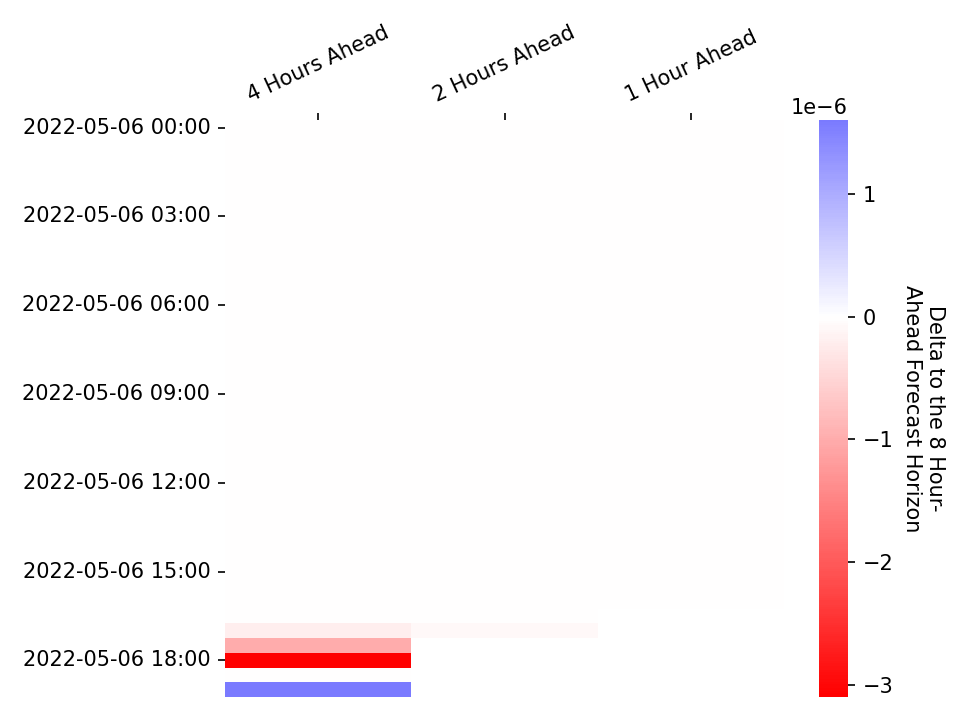 4 Hours Ahead
2 Hours Ahead
1 Hour Ahead
1e−6
2022-05-06 00:00
2022-05-06 03:00
2022-05-06 06:00
2022-05-06 09:00
2022-05-06 12:00
2022-05-06 15:00
2022-05-06 18:00
1
0
−1
−2
−3
Delta to the 8 Hour-
Ahead Forecast Horizon